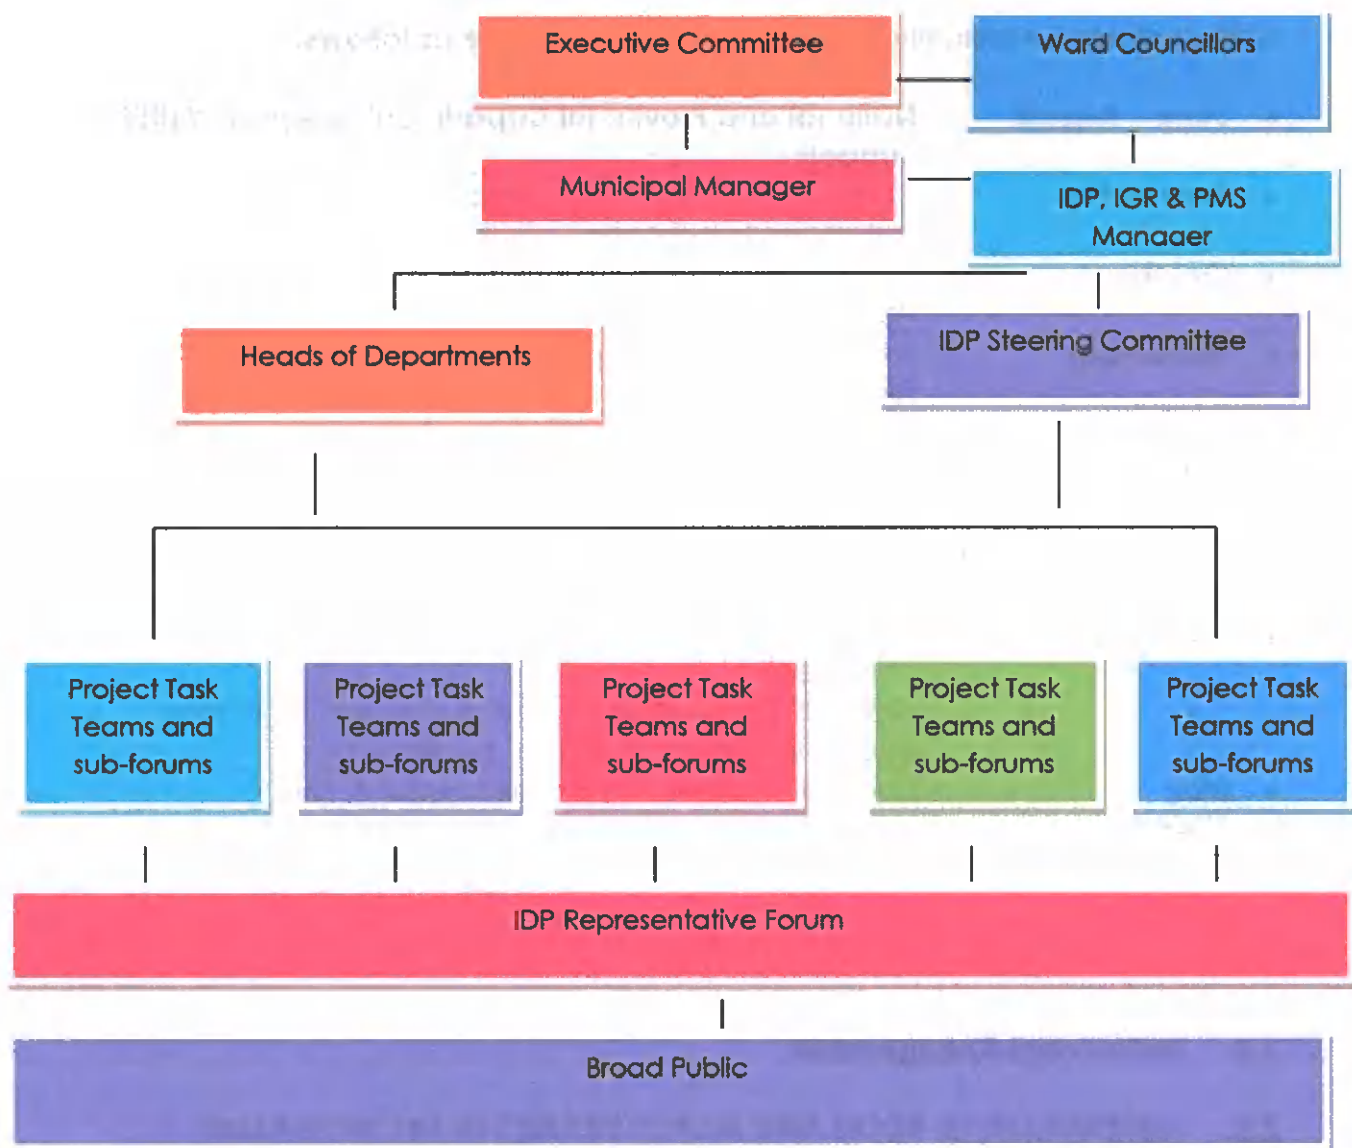 Executive Committee
Ward Councillors
Municipal Manager
IDP, IGR & PMS
Manager
Heads of Departments
IDP Steering Committee
Project Task
Teams and
sub-forums
Project Task
Teams and
sub-forums
Project Task
Teams and
sub-forums
Project Task
Teams and
sub-forums
Project Task
Teams and
sub-forums
IDP Representative Forum
Broad Public